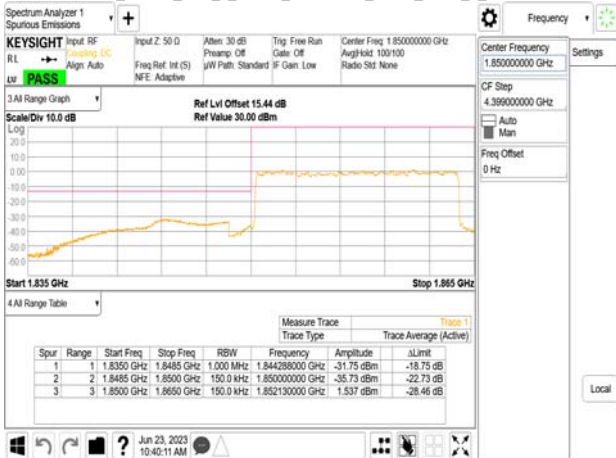 Spectrum Analyzer 1
Spurious Emissions
+
Frequency
KEYSIGHT
RL
LW PASS
Input: RF
Coupling: DC
Align: Auto
Input Z: 50 Ω
Freq Ref: Int (S)
NFE: Adaptive
Atten: 30 dB
Preamp: Off
µW Path: Standard
Trig: Free Run
Gate: Off
IF Gain: Low
Center Freq: 1.850000000 GHz
Avg|Hold: 100/100
Radio Std: None
Center Frequency
1.850000000 GHz
Settings
CF Step
4.399000000 GHz
Auto
Man
Freq Offset
0 Hz
Local
3 All Range Graph
Scale/Div 10.0 dB
Ref Lvl Offset 15.44 dB
Ref Value 30.00 dBm
Log
20.0
10.0
0.00
-10.0
-20.0
-30.0
-40.0
-50.0
-60.0
Start 1.835 GHz
Stop 1.865 GHz
4 All Range Table
Measure Trace Trace 1
Trace Type Trace Average (Active)
Spur Range Start Freq Stop Freq RBW Frequency Amplitude ΔLimit
1 1 1.8350 GHz 1.8485 GHz 1.000 MHz 1.844288000 GHz -31.75 dBm -18.75 dB
2 2 1.8485 GHz 1.8500 GHz 150.0 kHz 1.850000000 GHz -35.73 dBm -22.73 dB
3 3 1.8500 GHz 1.8650 GHz 150.0 kHz 1.852130000 GHz 1.537 dBm -28.46 dB
?
Jun 23, 2023
10:40:11 AM